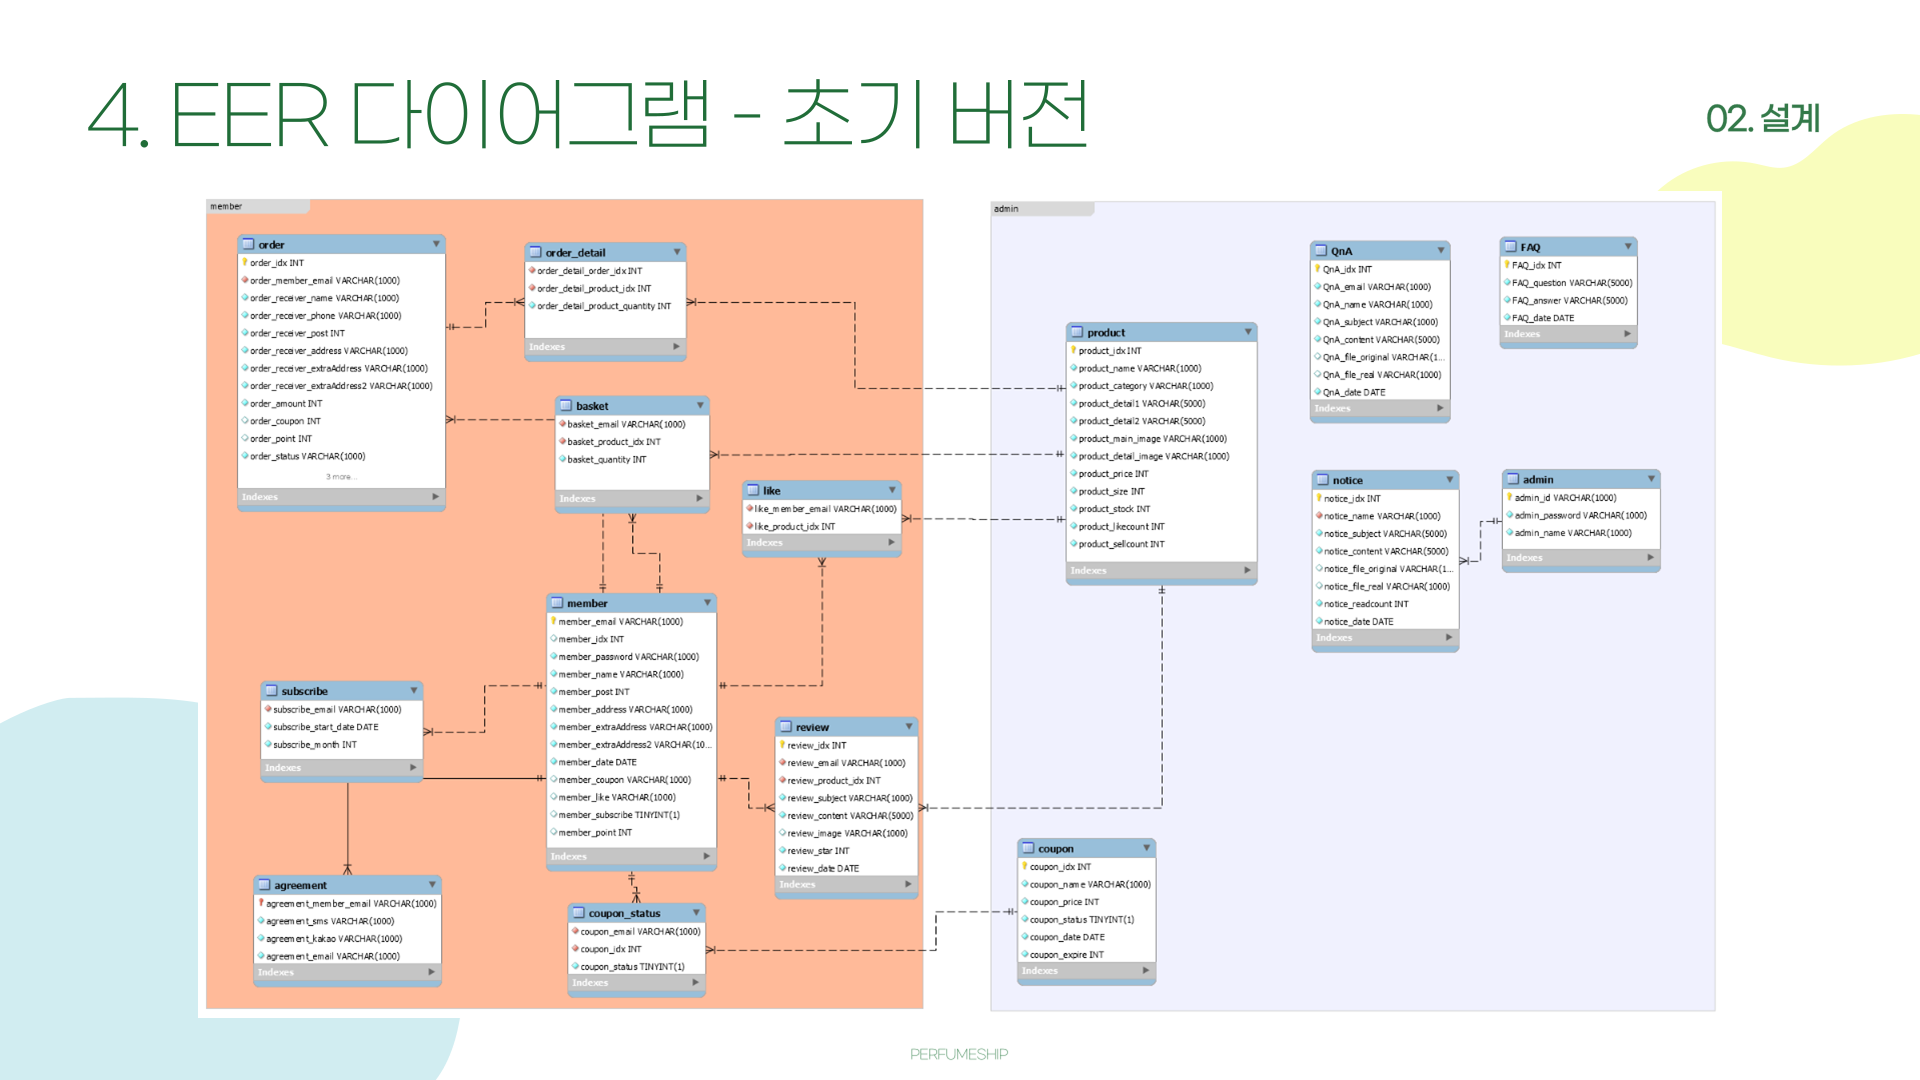 4. EER 다이어그램 - 초기 버전
02. 설계
member
order
order_idx INT
order_member_email VARCHAR(1000)
order_receiver_name VARCHAR(1000)
order_receiver_phone VARCHAR(1000)
order_receiver_post INT
order_receiver_address VARCHAR(1000)
order_receiver_extraAddress VARCHAR(1000)
order_receiver_extraAddress2 VARCHAR(1000)
order_amount INT
order_coupon INT
order_point INT
order_status VARCHAR(1000)
3 more...
Indexes
order_detail
order_detail_order_idx INT
order_detail_product_idx INT
order_detail_product_quantity INT
Indexes
basket
basket_email VARCHAR(1000)
basket_product_idx INT
basket_quantity INT
Indexes
like
like_member_email VARCHAR(1000)
like_product_idx INT
Indexes
member
member_email VARCHAR(1000)
member_idx INT
member_password VARCHAR(1000)
member_name VARCHAR(1000)
member_post INT
member_address VARCHAR(1000)
member_extraAddress VARCHAR(1000)
member_extraAddress2 VARCHAR(10...
member_date DATE
member_coupon VARCHAR(1000)
member_like VARCHAR(1000)
member_subscribe TINYINT(1)
member_point INT
Indexes
subscribe
subscribe_email VARCHAR(1000)
subscribe_start_date DATE
subscribe_month INT
Indexes
review
review_idx INT
review_email VARCHAR(1000)
review_product_idx INT
review_subject VARCHAR(1000)
review_content VARCHAR(5000)
review_image VARCHAR(1000)
review_star INT
review_date DATE
Indexes
agreement
agreement_member_email VARCHAR(1000)
agreement_sms VARCHAR(1000)
agreement_kakao VARCHAR(1000)
agreement_email VARCHAR(1000)
Indexes
coupon_status
coupon_email VARCHAR(1000)
coupon_idx INT
coupon_status TINYINT(1)
Indexes
admin
product
product_idx INT
product_name VARCHAR(1000)
product_category VARCHAR(1000)
product_detail1 VARCHAR(5000)
product_detail2 VARCHAR(5000)
product_main_image VARCHAR(1000)
product_detail_image VARCHAR(1000)
product_price INT
product_size INT
product_stock INT
product_likecount INT
product_sellcount INT
Indexes
QnA
QnA_idx INT
QnA_email VARCHAR(1000)
QnA_name VARCHAR(1000)
QnA_subject VARCHAR(1000)
QnA_content VARCHAR(5000)
QnA_file_original VARCHAR(1...
QnA_file_real VARCHAR(1000)
QnA_date DATE
Indexes
FAQ
FAQ_idx INT
FAQ_question VARCHAR(5000)
FAQ_answer VARCHAR(5000)
FAQ_date DATE
Indexes
notice
notice_idx INT
notice_name VARCHAR(1000)
notice_subject VARCHAR(5000)
notice_content VARCHAR(5000)
notice_file_original VARCHAR(1...
notice_file_real VARCHAR(1000)
notice_readcount INT
notice_date DATE
Indexes
admin
admin_id VARCHAR(1000)
admin_password VARCHAR(1000)
admin_name VARCHAR(1000)
Indexes
coupon
coupon_idx INT
coupon_name VARCHAR(1000)
coupon_price INT
coupon_status TINYINT(1)
coupon_date DATE
coupon_expire INT
Indexes
PERFUMESHIP